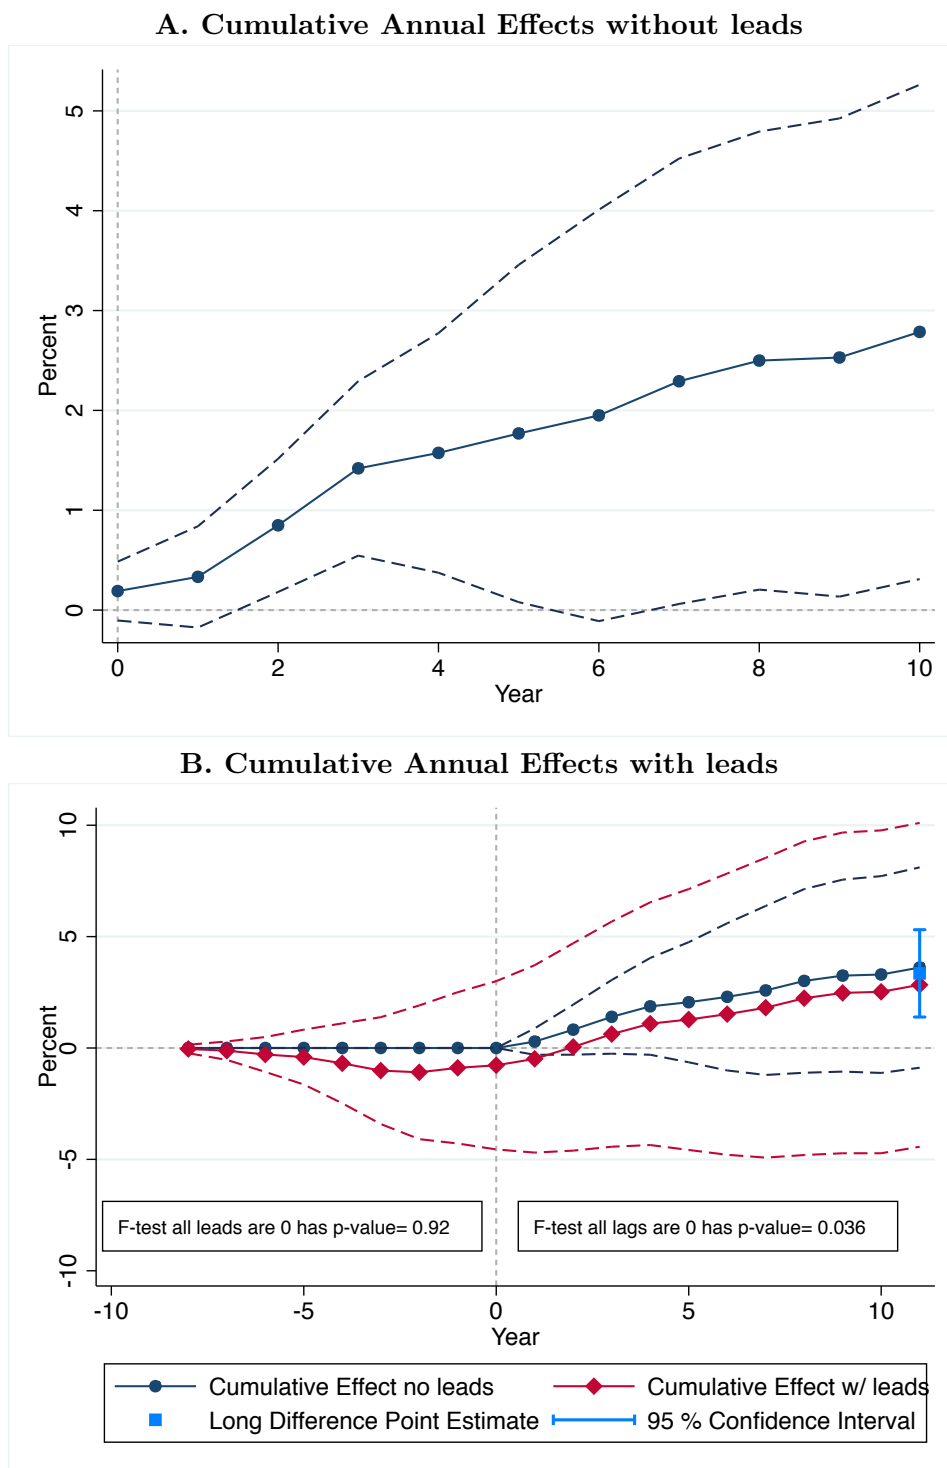 A. Cumulative Annual Effects without leads
5
4
3
2
1
0
Percent
0 2 4 6 8 10
Year
B. Cumulative Annual Effects with leads
10
5
0
-5
-10
Percent
F-test all leads are 0 has p-value= 0.92
F-test all lags are 0 has p-value= 0.036
-10 -5 0 5 10
Year
Cumulative Effect no leads Cumulative Effect w/ leads
Long Difference Point Estimate 95 % Confidence Interval